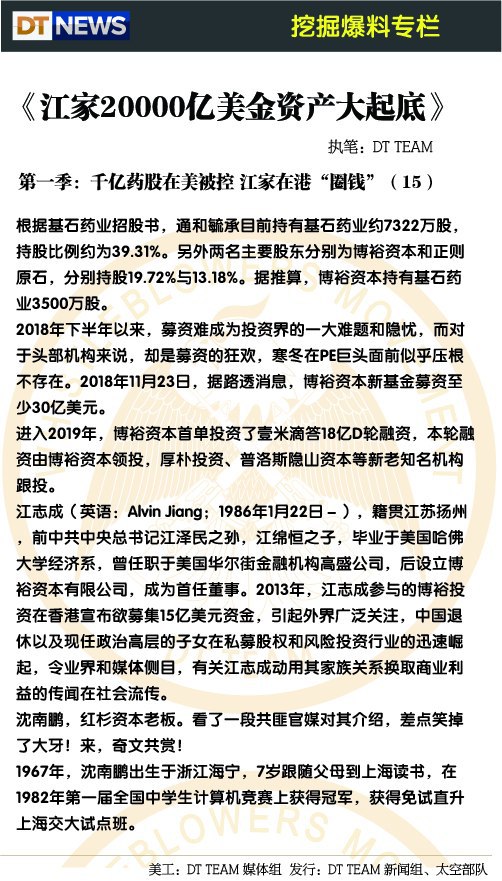 DT NEWS
挖掘爆料专栏
《江家20000亿美金资产大起底》
执笔：DT TEAM
第一季：千亿药股在美被控 江家在港“圈钱”（15）
根据基石药业招股书，通和毓承目前持有基石药业约7322万股，
持股比例约为39.31%。另外两名主要股东分别为博裕资本和正则
原石，分别持股19.72%与13.18%。据推算，博裕资本持有基石药
业3500万股。
2018年下半年以来，募资难成为投资界的一大难题和隐忧，而对
于头部机构来说，却是募资的狂欢，寒冬在PE巨头面前似乎压根
不存在。2018年11月23日，据路透消息，博裕资本新基金募资至
少30亿美元。
进入2019年，博裕资本首单投资了壹米滴答18亿D轮融资，本轮融
资由博裕资本领投，厚朴投资、普洛斯隐山资本等新老知名机构
跟投。
江志成（英语：Alvin Jiang；1986年1月22日－），籍贯江苏扬州
，前中共中央总书记江泽民之孙，江绵恒之子，毕业于美国哈佛
大学经济系，曾任职于美国华尔街金融机构高盛公司，后设立博
裕资本有限公司，成为首任董事。2013年，江志成参与的博裕投
资在香港宣布欲募集15亿美元资金，引起外界广泛关注，中国退
休以及现任政治高层的子女在私募股权和风险投资行业的迅速崛
起，令业界和媒体侧目，有关江志成动用其家族关系换取商业利
益的传闻在社会流传。
沈南鹏，红杉资本老板。看了一段共匪官媒对其介绍，差点笑掉
了大牙！来，奇文共赏！
1967年，沈南鹏出生于浙江海宁，7岁跟随父母到上海读书，在
1982年第一届全国中学生计算机竞赛上获得冠军，获得免试直升
上海交大试点班。
WHISTLEBLOWERS MOVEMENT
美工：DT TEAM 媒体组 发行：DT TEAM 新闻组、太空部队